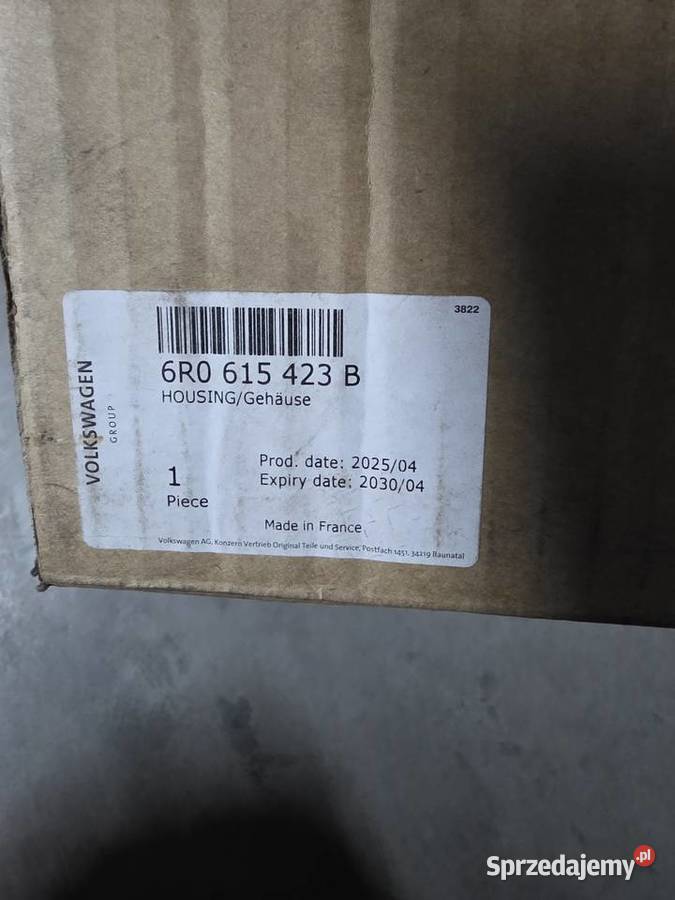 3822
6R0 615 423 B
HOUSING/Gehäuse
VOLKSWAGEN
GROUP
1
Piece
Prod. date: 2025/04
Expiry date: 2030/04
Made in France
Volkswagen AG, Konzern Vertrieb Original Teile und Service, Postfach 1451, 34219 Baunatal
Sprzedajemy.pl